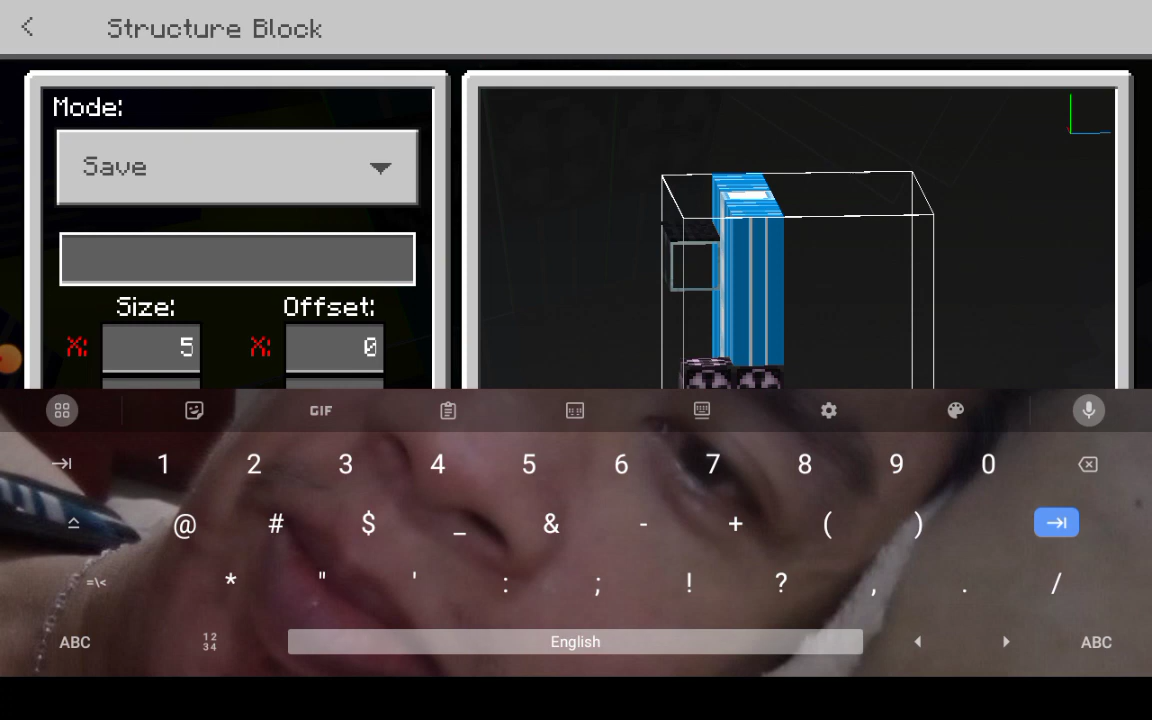 Structure Block
Mode:
Save
Size: Offset:
X: 5 X: 0
GIF
1 2 3 4 5 6 7 8 9 0
@ # $ _ & - + ( )
=\< * " ' : ; ! ? , . /
ABC 12 34 English ABC